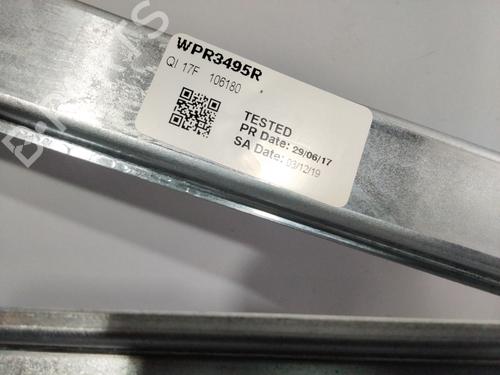 WPR3495R
QI 17F 106180
TESTED
PR Date: 29/06/17
SA Date: 03/12/19